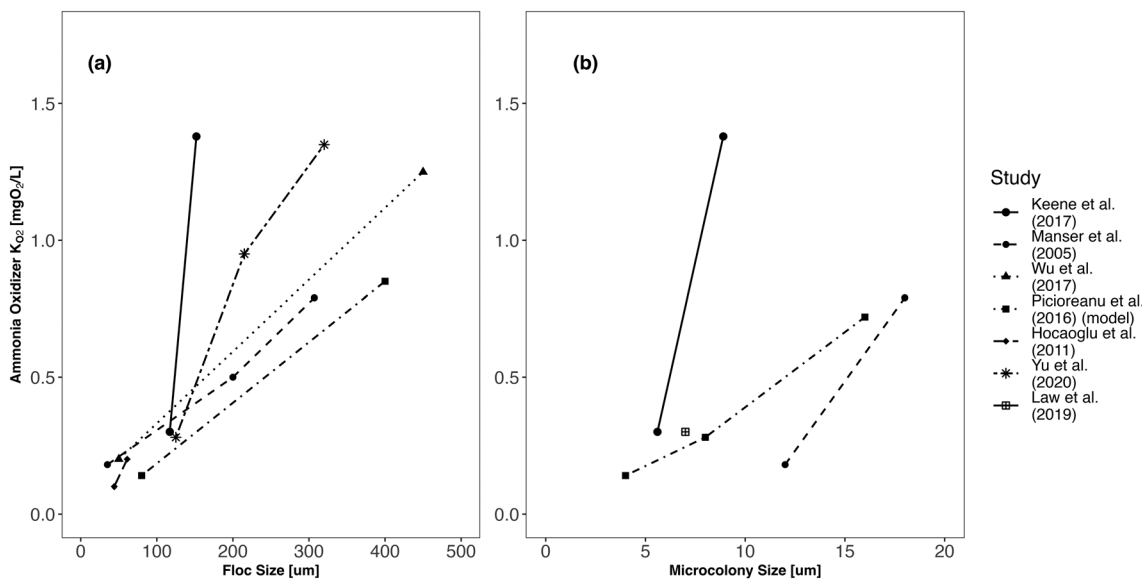 (a)
(b)
Ammonia Oxidizer K_O2 [mgO2/L]
1.5
1.0
0.5
0.0
0 100 200 300 400 500
Floc Size [um]
0 5 10 15 20
Microcolony Size [um]
Study
Keene et al.
(2017)
Manser et al.
(2005)
Wu et al.
(2017)
Picioreanu et al.
(2016) (model)
Hocaoglu et al.
(2011)
Yu et al.
(2020)
Law et al.
(2019)